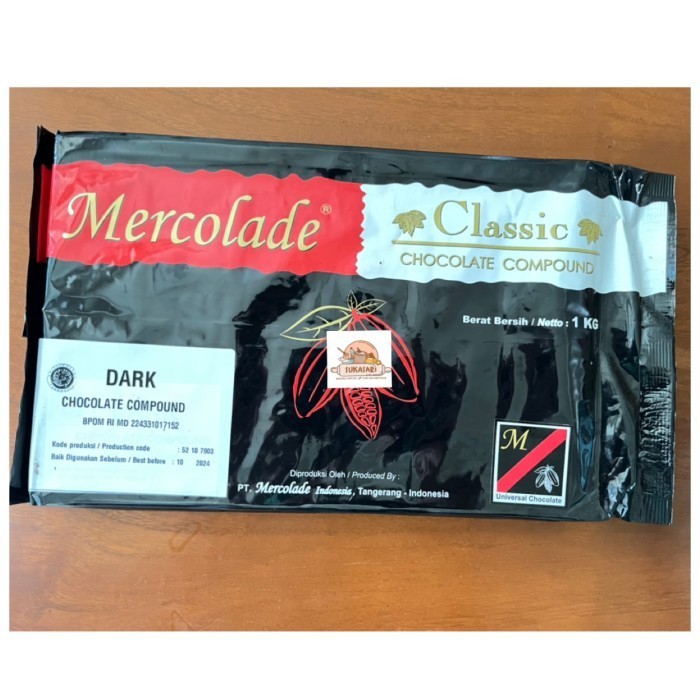 Mercolade®
Classic
CHOCOLATE COMPOUND
Berat Bersih / Netto : 1 KG
SUKASARI
DARK
CHOCOLATE COMPOUND
BPOM RI MD 224331017152
Kode produksi / Production code : 52 10 7903
Baik Digunakan Sebelum / Best before : 10 2024
Diproduksi Oleh / Produced By :
PT. Mercolade Indonesia, Tangerang - Indonesia
M
Universal Chocolate